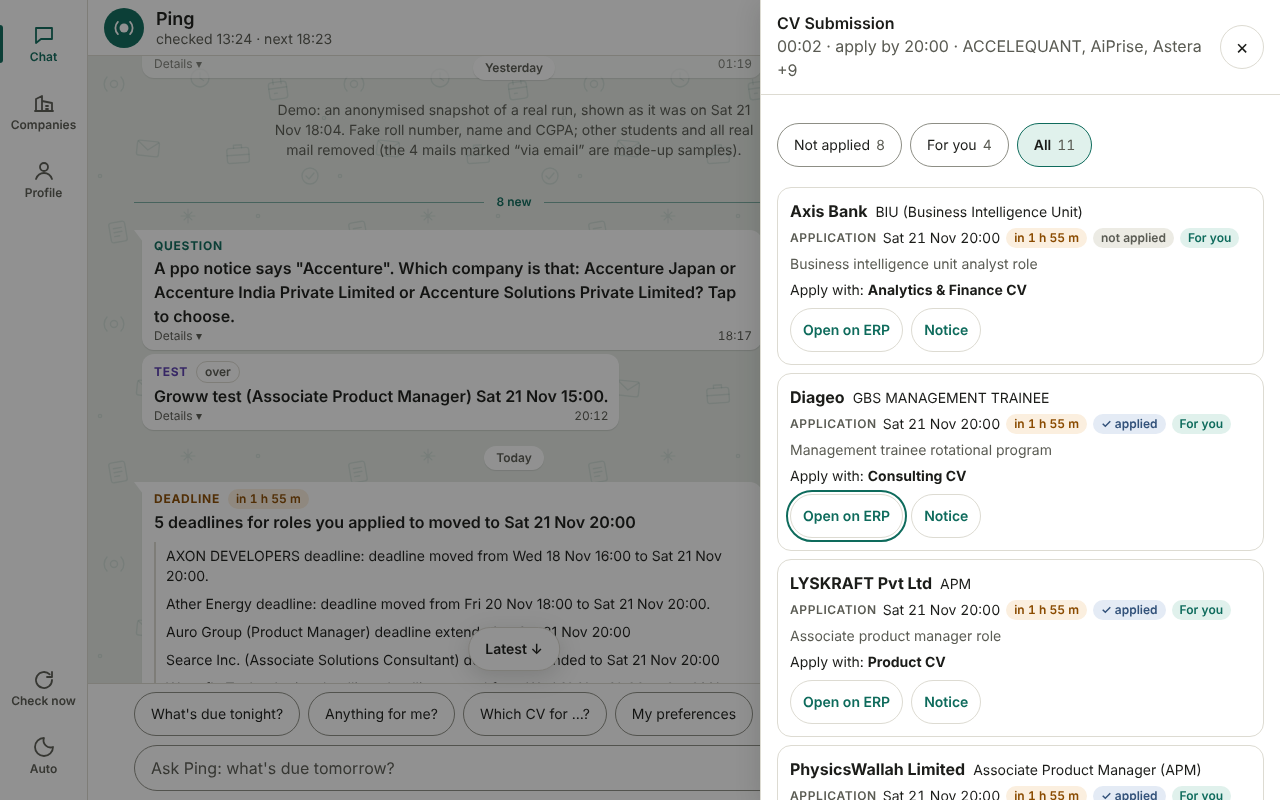 Chat
Companies
Profile
Check now
Auto
Ping
checked 13:24 · next 18:23
Details ▾ 01:19
Yesterday
Demo: an anonymised snapshot of a real run, shown as it was on Sat 21
Nov 18:04. Fake roll number, name and CGPA; other students and all real
mail removed (the 4 mails marked “via email” are made-up samples).
8 new
QUESTION
A ppo notice says "Accenture". Which company is that: Accenture Japan or
Accenture India Private Limited or Accenture Solutions Private Limited? Tap
to choose.
Details ▾ 18:17
TEST over
Groww test (Associate Product Manager) Sat 21 Nov 15:00.
Details ▾ 20:12
Today
DEADLINE in 1 h 55 m
5 deadlines for roles you applied to moved to Sat 21 Nov 20:00
AXON DEVELOPERS deadline: deadline moved from Wed 18 Nov 16:00 to Sat 21 Nov
20:00.
Ather Energy deadline: deadline moved from Fri 20 Nov 18:00 to Sat 21 Nov 20:00.
Auro Group (Product Manager) deadline 21 Nov 20:00
Searce Inc. (Associate Solutions Consultant) to Sat 21 Nov 20:00
Latest ↓
What's due tonight?
Anything for me?
Which CV for ...?
My preferences
Ask Ping: what's due tomorrow?
CV Submission
00:02 · apply by 20:00 · ACCELEQUANT, AiPrise, Astera
+9
×
Not applied 8
For you 4
All 11
Axis Bank BIU (Business Intelligence Unit)
APPLICATION Sat 21 Nov 20:00 in 1 h 55 m not applied For you
Business intelligence unit analyst role
Apply with: Analytics & Finance CV
Open on ERP Notice
Diageo GBS MANAGEMENT TRAINEE
APPLICATION Sat 21 Nov 20:00 in 1 h 55 m ✓ applied For you
Management trainee rotational program
Apply with: Consulting CV
Open on ERP Notice
LYSKRAFT Pvt Ltd APM
APPLICATION Sat 21 Nov 20:00 in 1 h 55 m ✓ applied For you
Associate product manager role
Apply with: Product CV
Open on ERP Notice
PhysicsWallah Limited Associate Product Manager (APM)
APPLICATION Sat 21 Nov 20:00 in 1 h 55 m ✓ applied For you